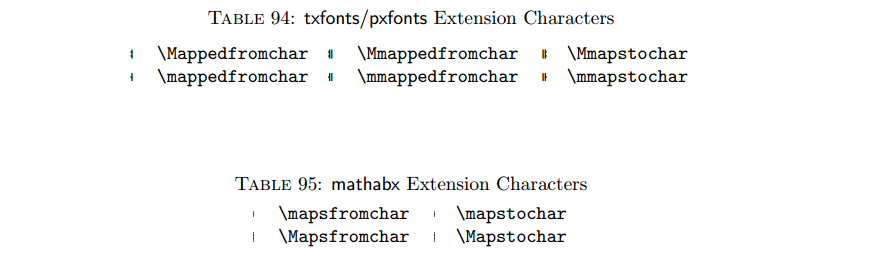 TABLE 94: txfonts/pxfonts Extension Characters
\Mappedfromchar \Mmappedfromchar \Mmapstochar
\mappedfromchar \mmappedfromchar \mmapstochar
TABLE 95: mathabx Extension Characters
\mapsfromchar \mapstochar
\Mapsfromchar \Mapstochar